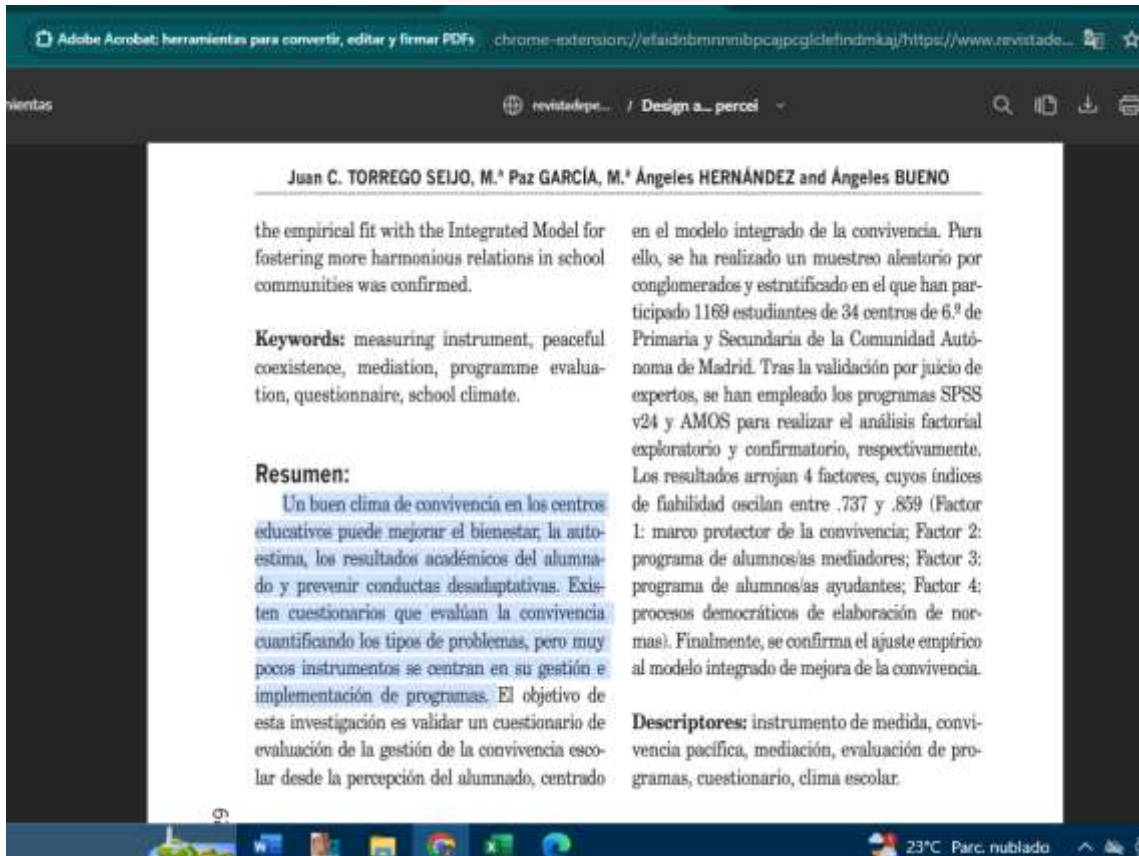 Adobe Acrobat: herramientas para convertir, editar y firmar PDFs
chrome-extension://efaidnbmnnnibpcajpcglclefindmkaj/https://www.revistade...
mientas
revistadepe... / Design a... percei
Juan C. TORREGO SEIJO, M.ª Paz GARCÍA, M.ª Ángeles HERNÁNDEZ and Ángeles BUENO
the empirical fit with the Integrated Model for
fostering more harmonious relations in school
communities was confirmed.
Keywords: measuring instrument, peaceful
coexistence, mediation, programme evalua-
tion, questionnaire, school climate.
Resumen:
Un buen clima de convivencia en los centros
educativos puede mejorar el bienestar, la auto-
estima, los resultados académicos del alumna-
do y prevenir conductas desadaptativas. Exis-
ten cuestionarios que evalúan la convivencia
cuantificando los tipos de problemas, pero muy
pocos instrumentos se centran en su gestión e
implementación de programas. El objetivo de
esta investigación es validar un cuestionario de
evaluación de la gestión de la convivencia esco-
lar desde la percepción del alumnado, centrado
en el modelo integrado de la convivencia. Para
ello, se ha realizado un muestreo aleatorio por
conglomerados y estratificado en el que han par-
ticipado 1169 estudiantes de 34 centros de 6.º de
Primaria y Secundaria de la Comunidad Autó-
noma de Madrid. Tras la validación por juicio de
expertos, se han empleado los programas SPSS
v24 y AMOS para realizar el análisis factorial
exploratorio y confirmatorio, respectivamente.
Los resultados arrojan 4 factores, cuyos índices
de fiabilidad oscilan entre .737 y .859 (Factor
1: marco protector de la convivencia; Factor 2:
programa de alumnos/as mediadores; Factor 3:
programa de alumnos/as ayudantes; Factor 4:
procesos democráticos de elaboración de nor-
mas). Finalmente, se confirma el ajuste empírico
al modelo integrado de mejora de la convivencia.
Descriptores: instrumento de medida, convi-
vencia pacífica, mediación, evaluación de pro-
gramas, cuestionario, clima escolar.
23°C Parc. nublado